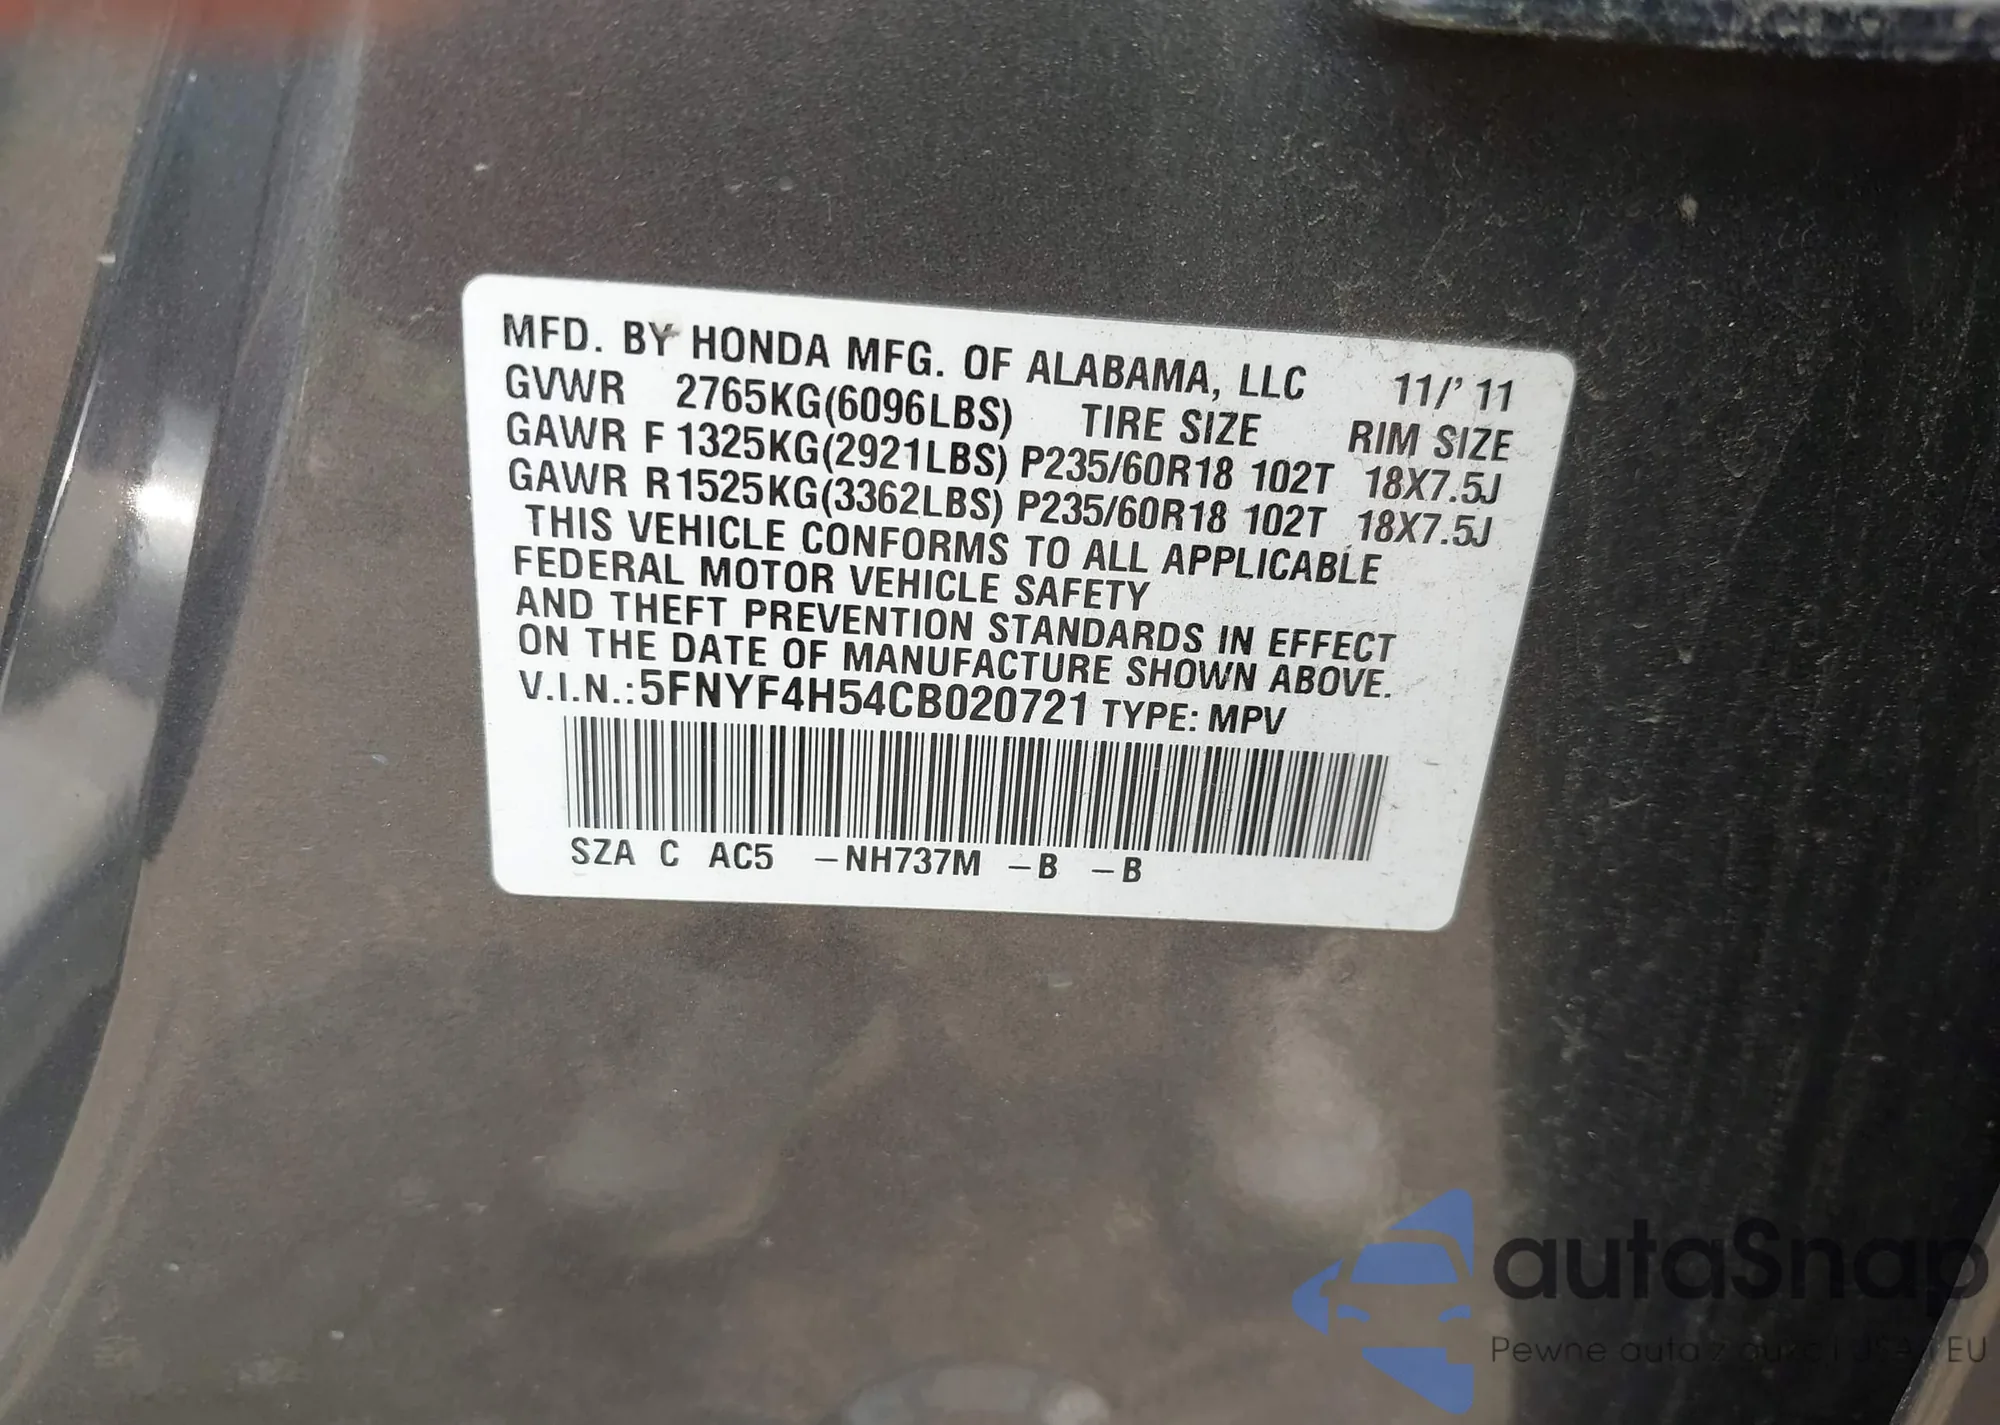 MFD. BY HONDA MFG. OF ALABAMA, LLC 11/' 11
GVWR 2765KG(6096LBS) TIRE SIZE RIM SIZE
GAWR F 1325KG(2921LBS) P235/60R18 102T 18X7.5J
GAWR R1525KG(3362LBS) P235/60R18 102T 18X7.5J
THIS VEHICLE CONFORMS TO ALL APPLICABLE
FEDERAL MOTOR VEHICLE SAFETY
AND THEFT PREVENTION STANDARDS IN EFFECT
ON THE DATE OF MANUFACTURE SHOWN ABOVE.
V.I.N.:5FNYF4H54CB020721 TYPE: MPV
SZA C AC5 –NH737M –B –B
autaSnap
Pewne auta z EU